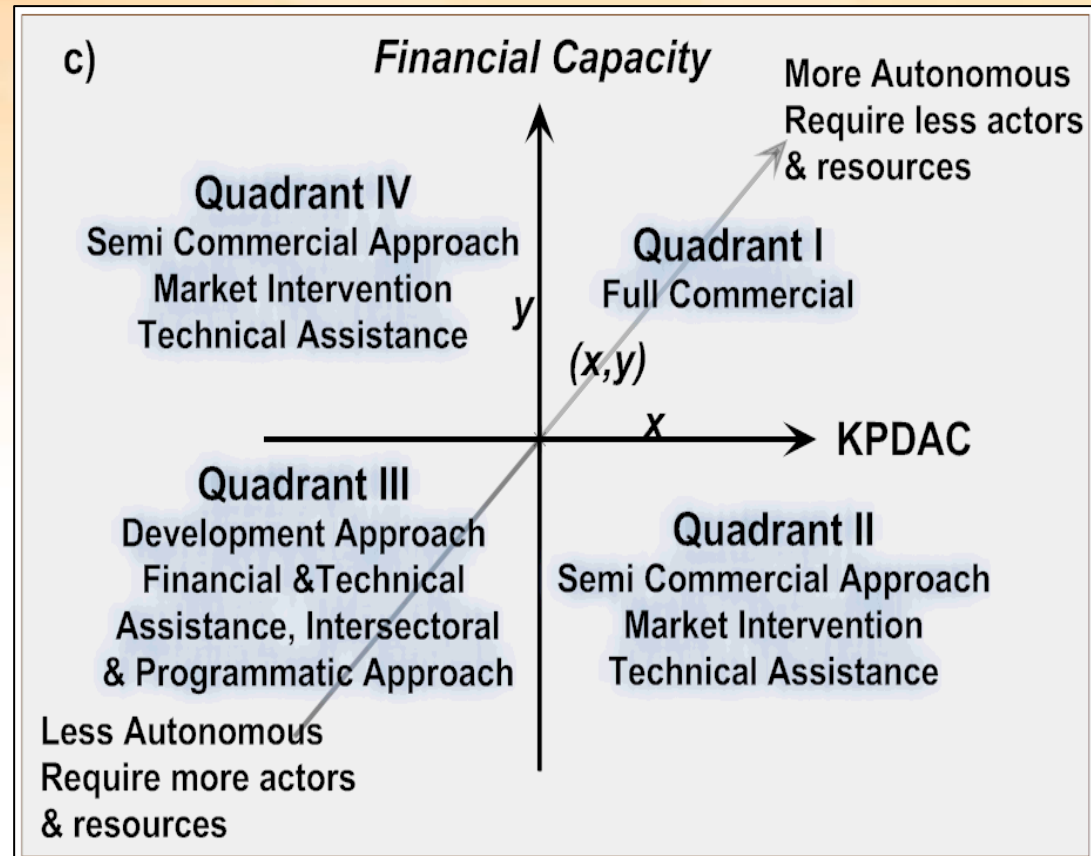 c)
Financial Capacity
More Autonomous
Require less actors
& resources
Quadrant IV
Semi Commercial Approach
Market Intervention
Technical Assistance
Quadrant I
Full Commercial
y
(x,y)
x
KPDAC
Quadrant III
Development Approach
Financial &Technical
Assistance, Intersectoral
& Programmatic Approach
Quadrant II
Semi Commercial Approach
Market Intervention
Technical Assistance
Less Autonomous
Require more actors
& resources